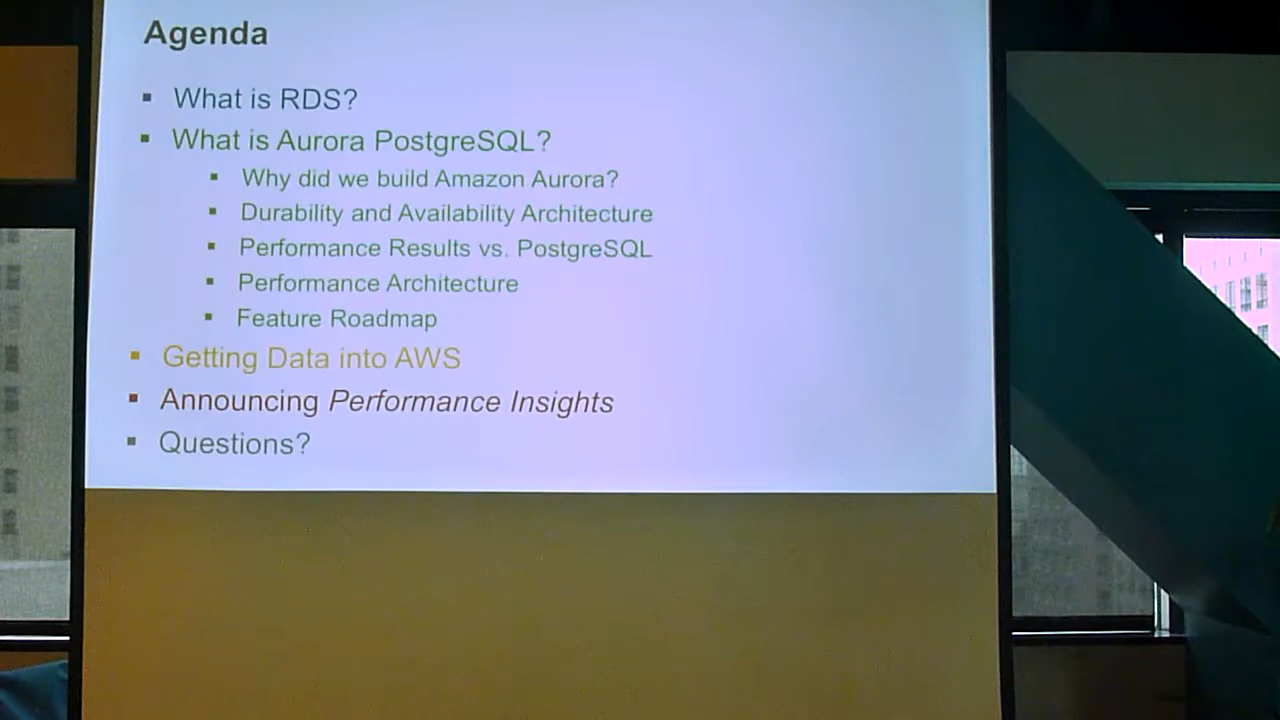 Agenda
▪ What is RDS?
▪ What is Aurora PostgreSQL?
▪ Why did we build Amazon Aurora?
▪ Durability and Availability Architecture
▪ Performance Results vs. PostgreSQL
▪ Performance Architecture
▪ Feature Roadmap
▪ Getting Data into AWS
▪ Announcing Performance Insights
▪ Questions?